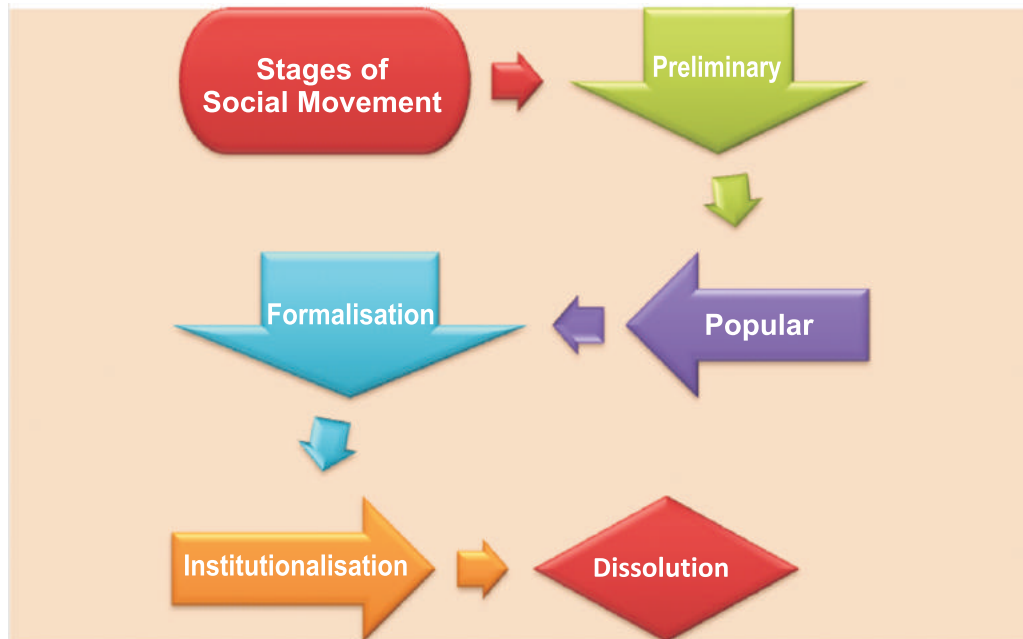 Stages of
Social Movement
Preliminary
Popular
Formalisation
Institutionalisation
Dissolution